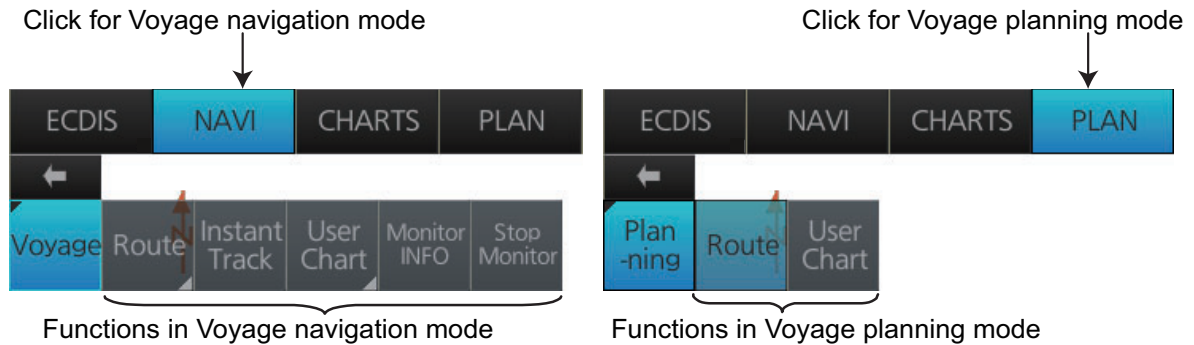 Click for Voyage navigation mode
Click for Voyage planning mode
ECDIS NAVI CHARTS PLAN
ECDIS NAVI CHARTS PLAN
Voyage Route Instant Track User Chart Monitor INFO Stop Monitor
Plan -ning Route User Chart
Functions in Voyage navigation mode
Functions in Voyage planning mode